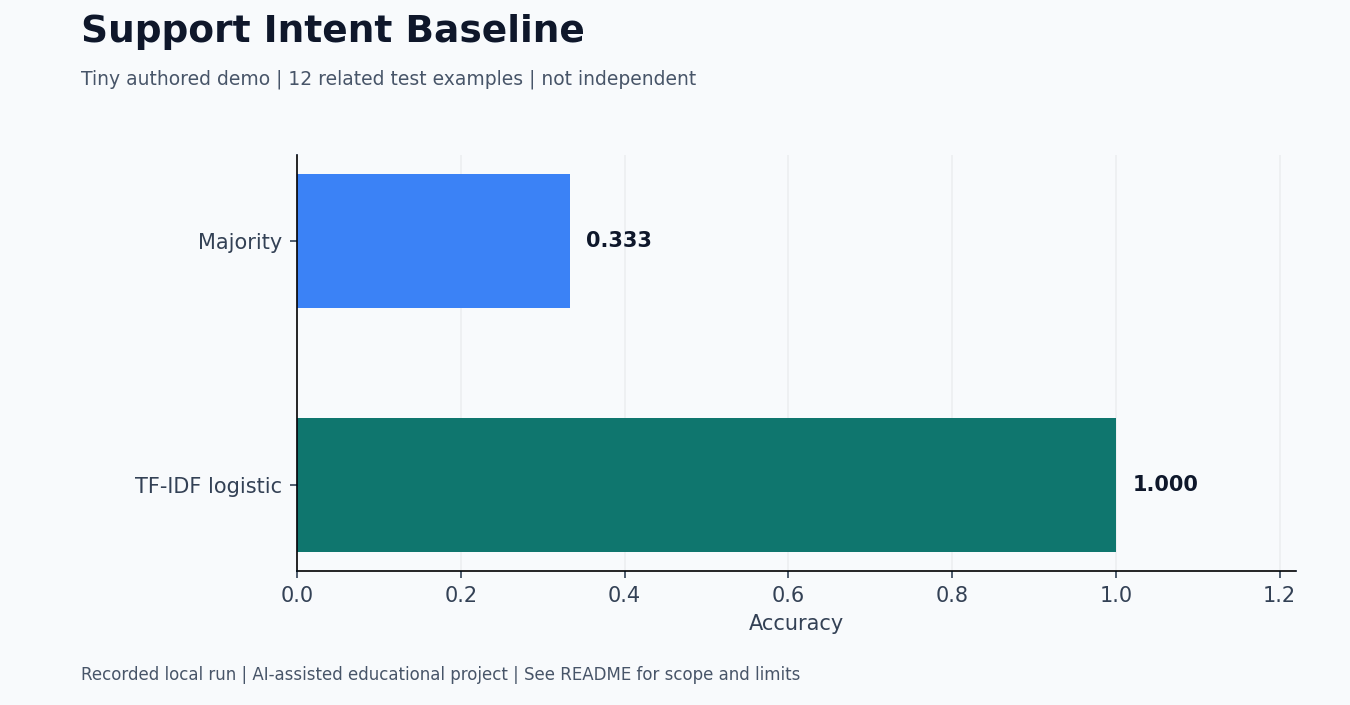 Support Intent Baseline
Tiny authored demo | 12 related test examples | not independent
Majority
0.333
TF-IDF logistic
1.000
0.0 0.2 0.4 0.6 0.8 1.0 1.2
Accuracy
Recorded local run | AI-assisted educational project | See README for scope and limits